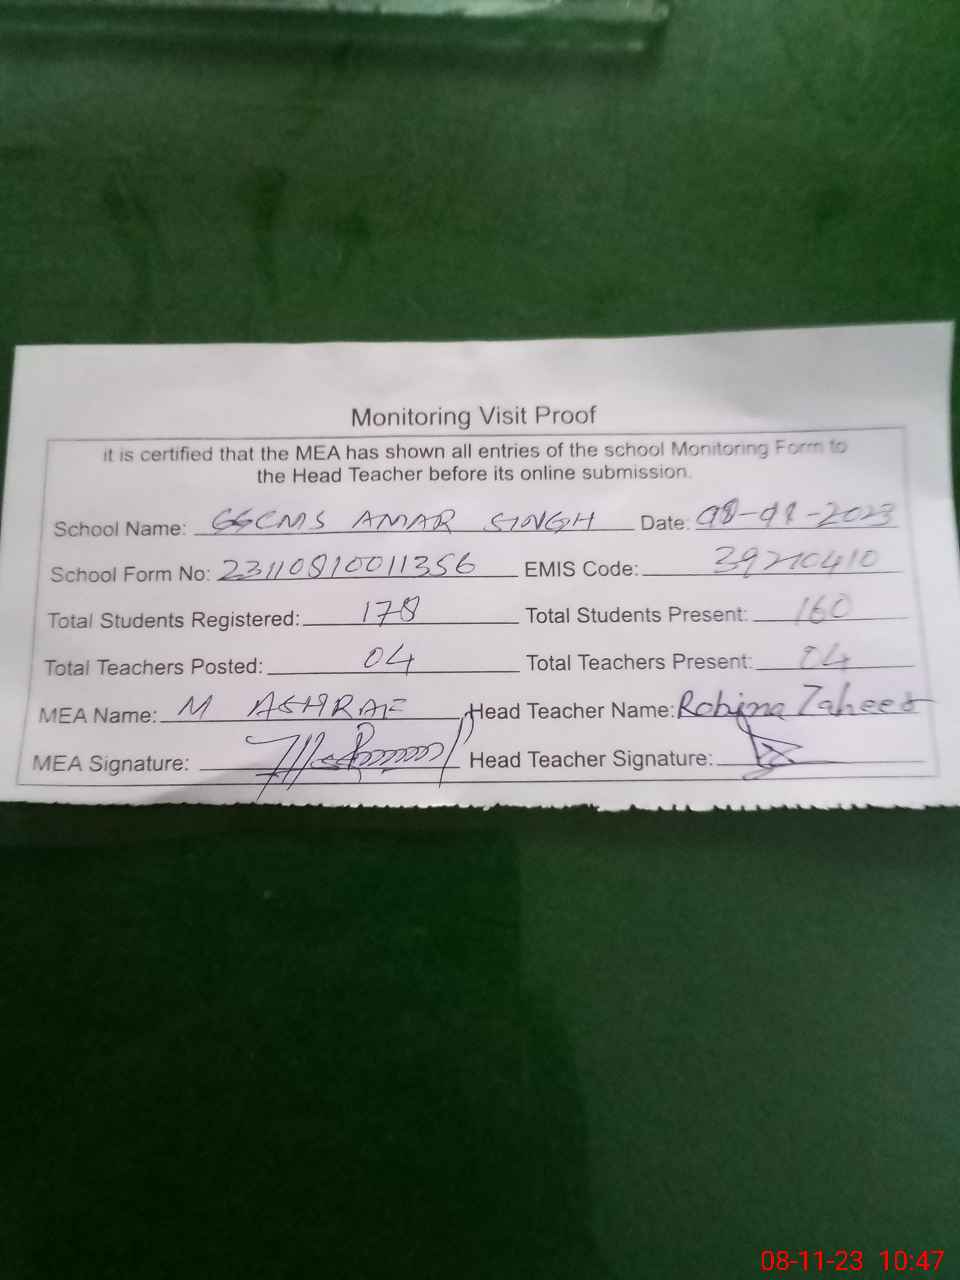 Monitoring Visit Proof
it is certified that the MEA has shown all entries of the school Monitoring Form to
the Head Teacher before its online submission.
School Name: GGCMS AMAR SINGH Date: 08-11-2023
School Form No: 23110810011356 EMIS Code: 39210410
Total Students Registered: 178 Total Students Present: 160
Total Teachers Posted: 04 Total Teachers Present: 04
MEA Name: M ASHRAF Head Teacher Name: Robina Zaheer
MEA Signature: Head Teacher Signature:
08-11-23 10:47